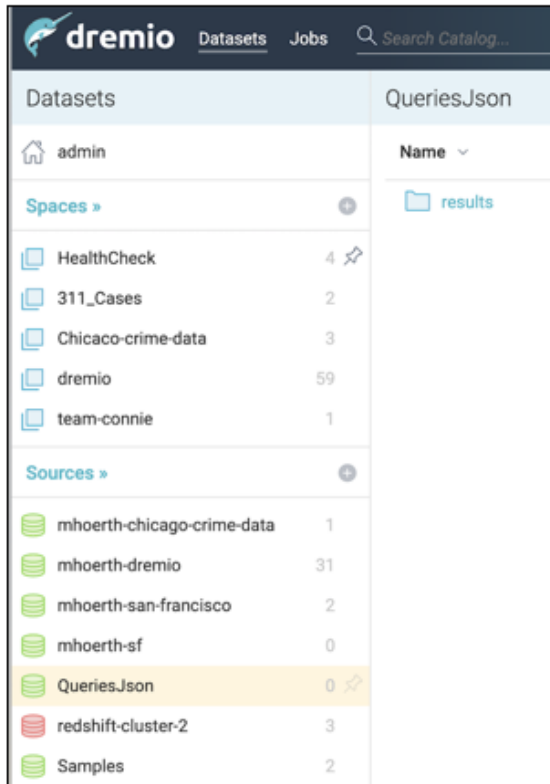 dremio Datasets Jobs Search Catalog...
Datasets
admin
Spaces »
HealthCheck 4
311_Cases 2
Chicaco-crime-data 3
dremio 59
team-connie 1
Sources »
mhoerth-chicago-crime-data 1
mhoerth-dremio 31
mhoerth-san-francisco 2
mhoerth-sf 0
QueriesJson 0
redshift-cluster-2 3
Samples 2
QueriesJson
Name
results